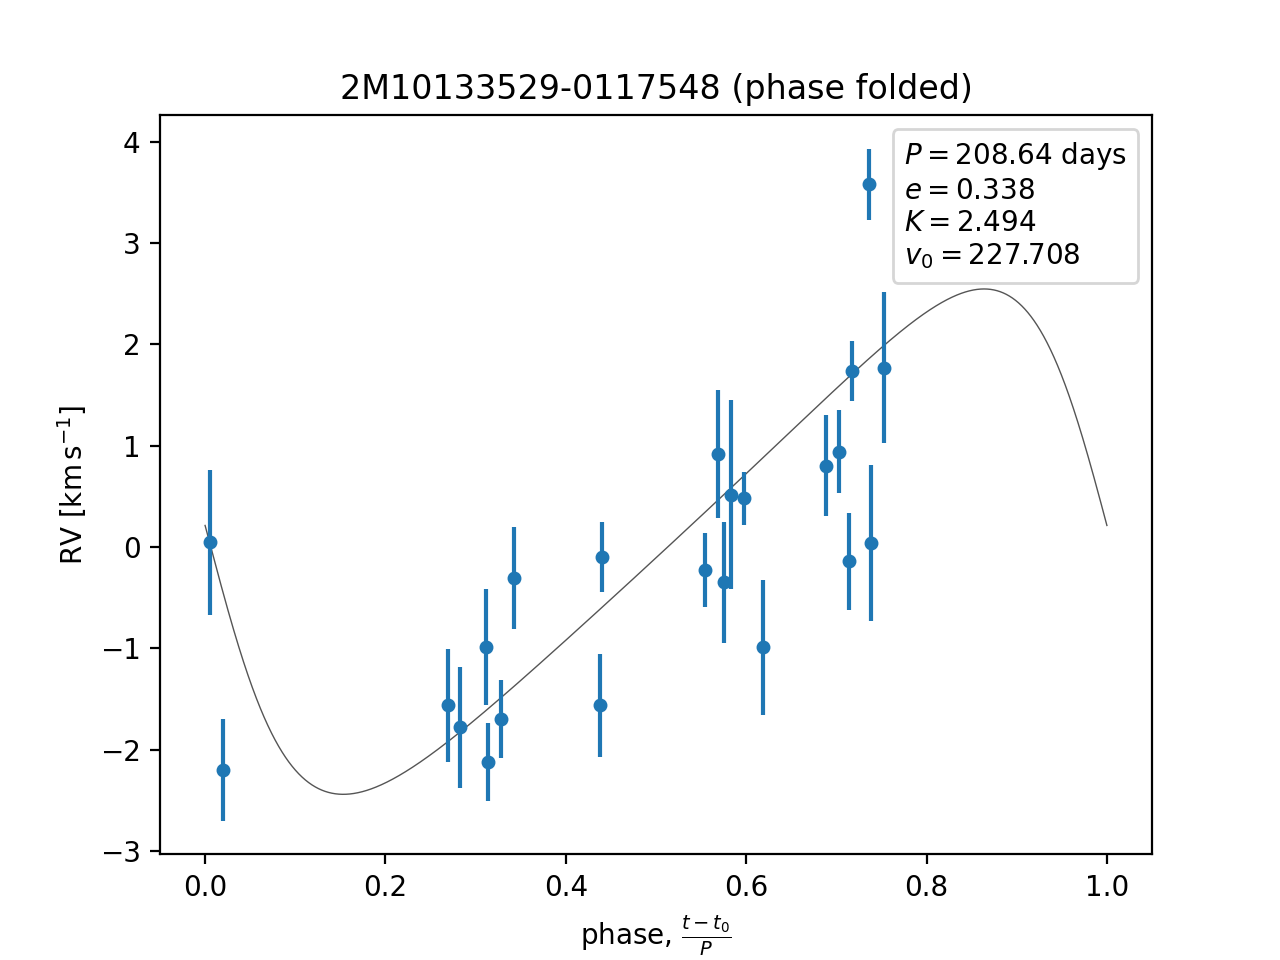 2M10133529-0117548 (phase folded)
P = 208.64 days
e = 0.338
K = 2.494
v₀ = 227.708
4
3
2
1
0
−1
−2
−3
RV [km s⁻¹]
0.0 0.2 0.4 0.6 0.8 1.0
phase, (t − t₀)/P